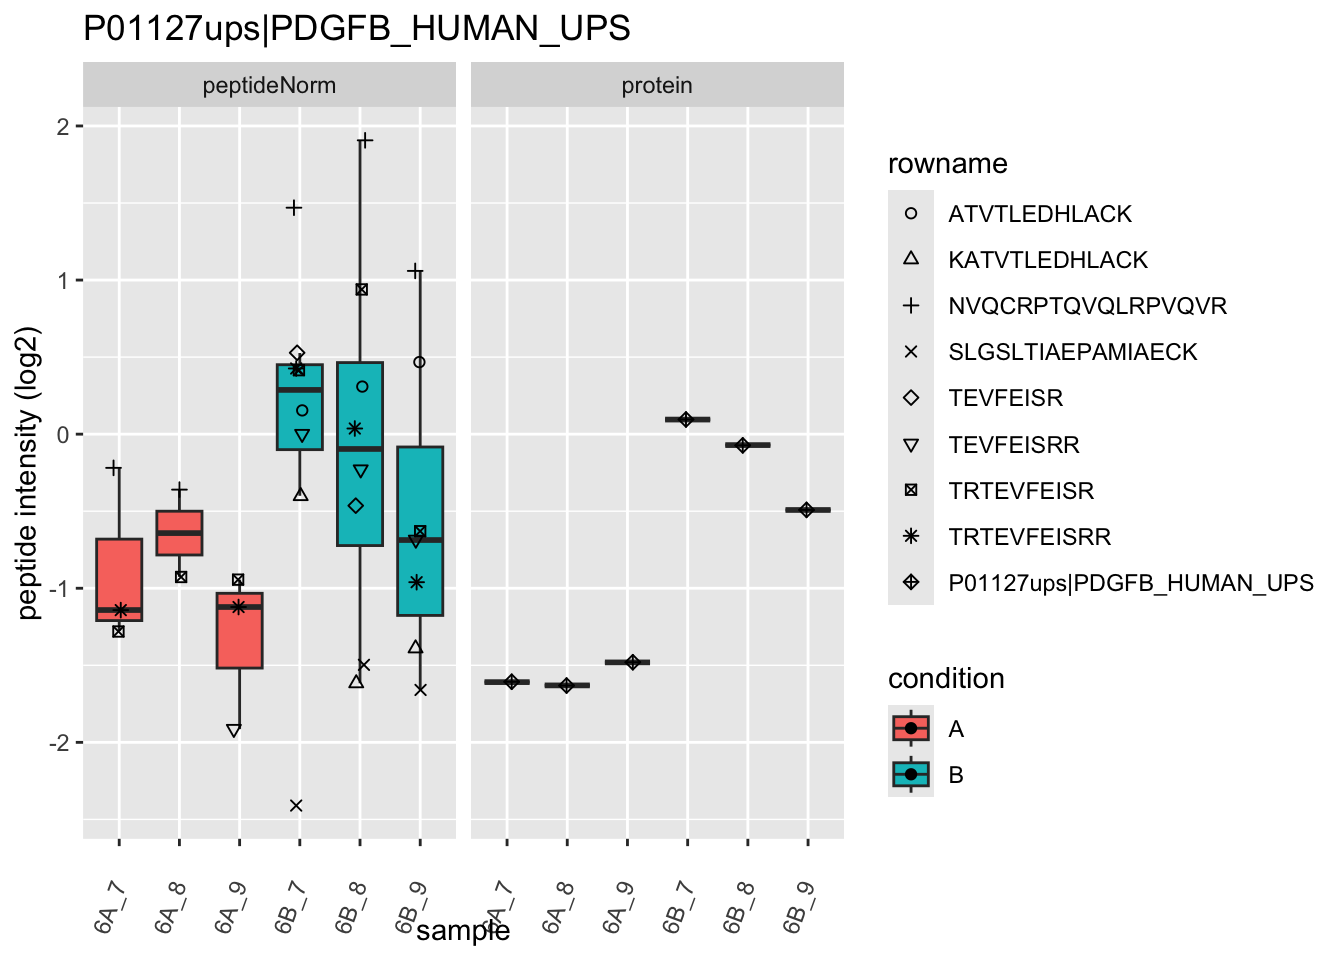 P01127ups|PDGFB_HUMAN_UPS
peptideNorm
protein
peptide intensity (log2)
2
1
0
-1
-2
6A_7
6A_8
6A_9
6B_7
6B_8
6B_9
6A_7
6A_8
6A_9
6B_7
6B_8
6B_9
sample
rowname
ATVTLEDHLACK
KATVTLEDHLACK
NVQCRPTQVQLRPVQVR
SLGSLTIAEPAMIAECK
TEVFEISR
TEVFEISRR
TRTEVFEISR
TRTEVFEISRR
P01127ups|PDGFB_HUMAN_UPS
condition
A
B